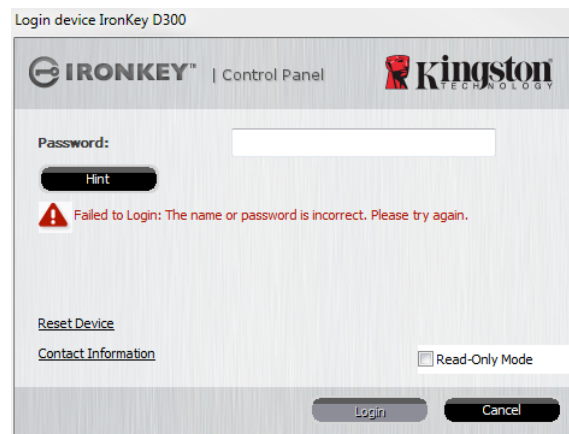 Login device IronKey D300
IRONKEY™ | Control Panel
Kingston
TECHNOLOGY
Password:
Hint
Failed to Login: The name or password is incorrect. Please try again.
Reset Device
Contact Information
Read-Only Mode
Login
Cancel